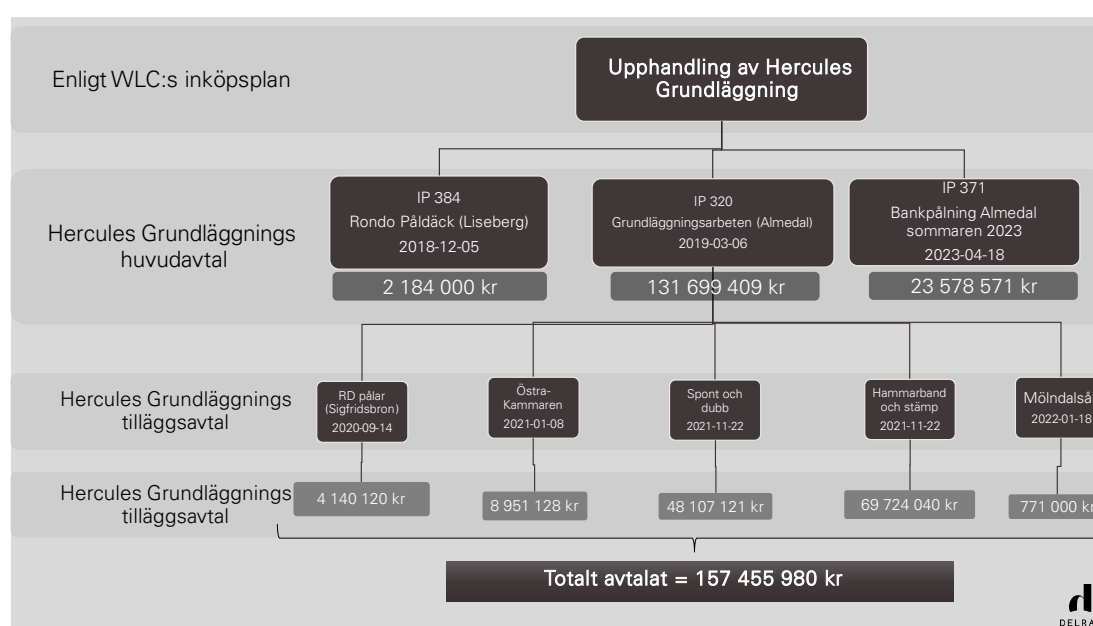 Enligt WLC:s inköpsplan
Upphandling av Hercules
Grundläggning
Hercules Grundläggnings
huvudavtal
IP 384
Rondo Påldäck (Liseberg)
2018-12-05
2 184 000 kr
IP 320
Grundläggningsarbeten (Almedal)
2019-03-06
131 699 409 kr
IP 371
Bankpålning Almedal
sommaren 2023
2023-04-18
23 578 571 kr
Hercules Grundläggnings
tilläggsavtal
RD pålar
(Sigfridsbron)
2020-09-14
Östra-
Kammaren
2021-01-08
Spont och
dubb
2021-11-22
Hammarband
och stämp
2021-11-22
Mölndalså
2022-01-18
Hercules Grundläggnings
tilläggsavtal
4 140 120 kr
8 951 128 kr
48 107 121 kr
69 724 040 kr
771 000 kr
Totalt avtalat = 157 455 980 kr
d
DELRA